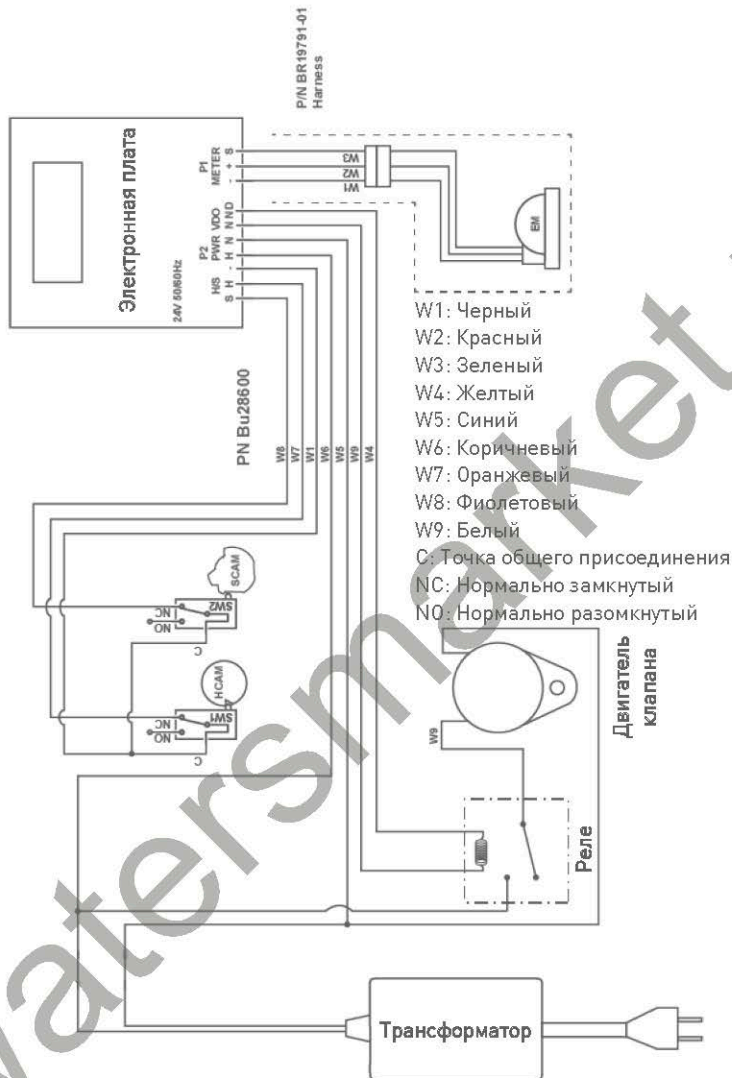 P/N BR19791-01
Harness
Электронная плата
24V 50/60Hz
P1
METER
- + S
P2
H/S PWR VDO
S H - H N N ND
W1
W2
W3
EM
PN Bu28600
W8
W7
W1
W6
W5
W9
W4
W1: Черный
W2: Красный
W3: Зеленый
W4: Желтый
W5: Синий
W6: Коричневый
W7: Оранжевый
W8: Фиолетовый
W9: Белый
C: Точка общего присоединения
NC: Нормально замкнутый
NO: Нормально разомкнутый
SCAM
SW2
NC
NO
C
HCAM
SW1
NC
NO
C
W9
Двигатель
клапана
Реле
Трансформатор
watersmarket